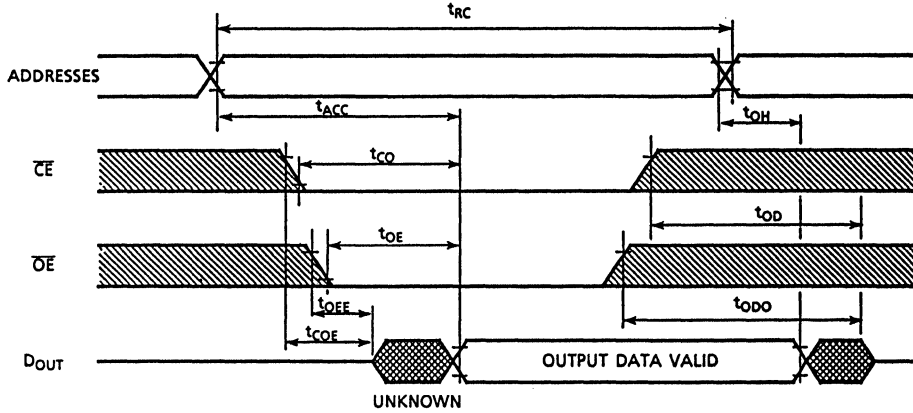 tRC
ADDRESSES
tACC
tOH
CE
tCO
tOD
OE
tOE
tOEE
tODO
tCOE
DOUT
OUTPUT DATA VALID
UNKNOWN